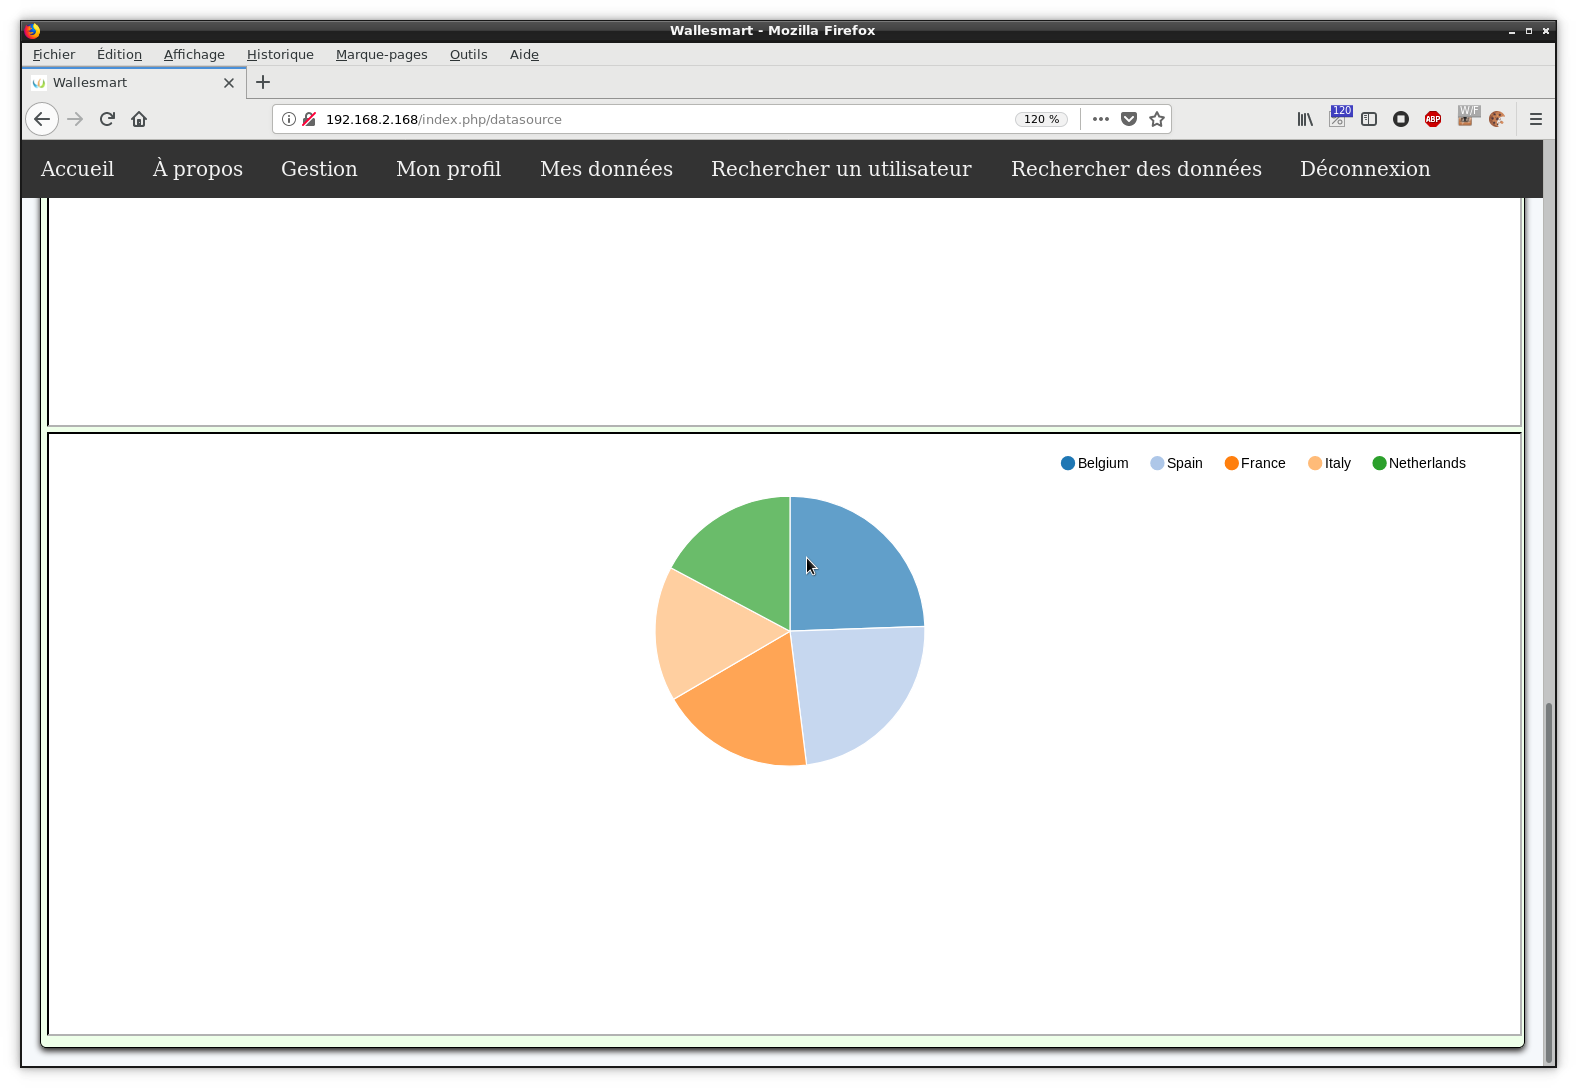 Wallesmart - Mozilla Firefox
Fichier Édition Affichage Historique Marque-pages Outils Aide
Wallesmart
192.168.2.168/index.php/datasource 120 % 120 ABP W/F
Accueil À propos Gestion Mon profil Mes données Rechercher un utilisateur Rechercher des données Déconnexion
Belgium Spain France Italy Netherlands